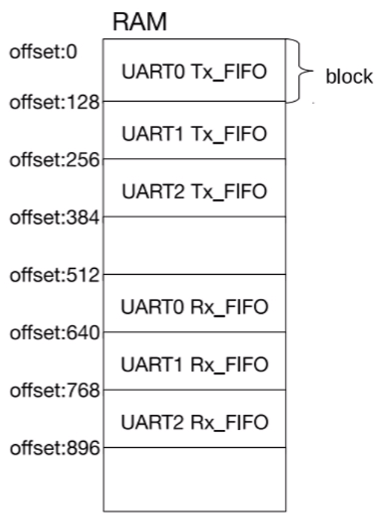 RAM
offset:0
UART0 Tx_FIFO
block
offset:128
UART1 Tx_FIFO
offset:256
UART2 Tx_FIFO
offset:384
offset:512
UART0 Rx_FIFO
offset:640
UART1 Rx_FIFO
offset:768
UART2 Rx_FIFO
offset:896